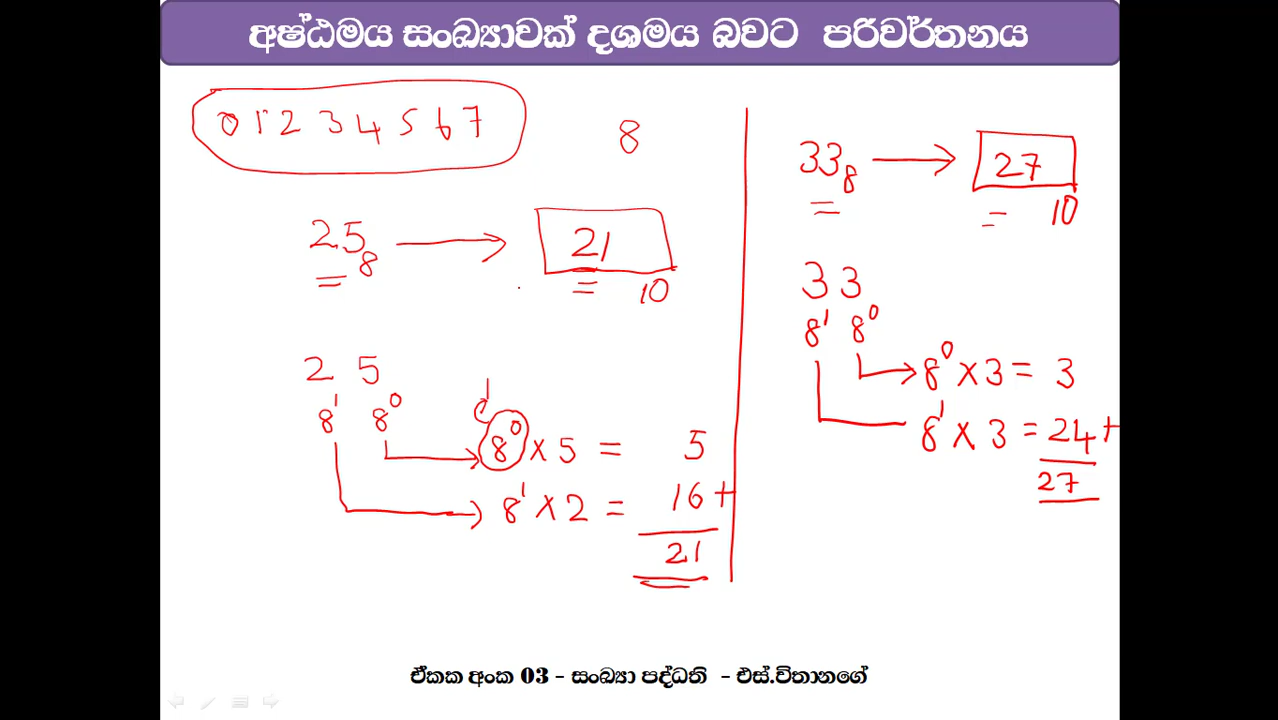 අෂ්ඨමය සංඛ්‍යාවක් දශමය බවට පරිවර්තනය
0 1 2 3 4 5 6 7
8
25₈ → 21₁₀
2 5
8¹ 8⁰
1
8⁰ × 5 = 5
8¹ × 2 = 16 +
21
33₈ → 27₁₀
3 3
8¹ 8⁰
8⁰ × 3 = 3
8¹ × 3 = 24 +
27
ඒකක අංක 03 – සංඛ්‍යා පද්ධති – එස්.විතානගේ